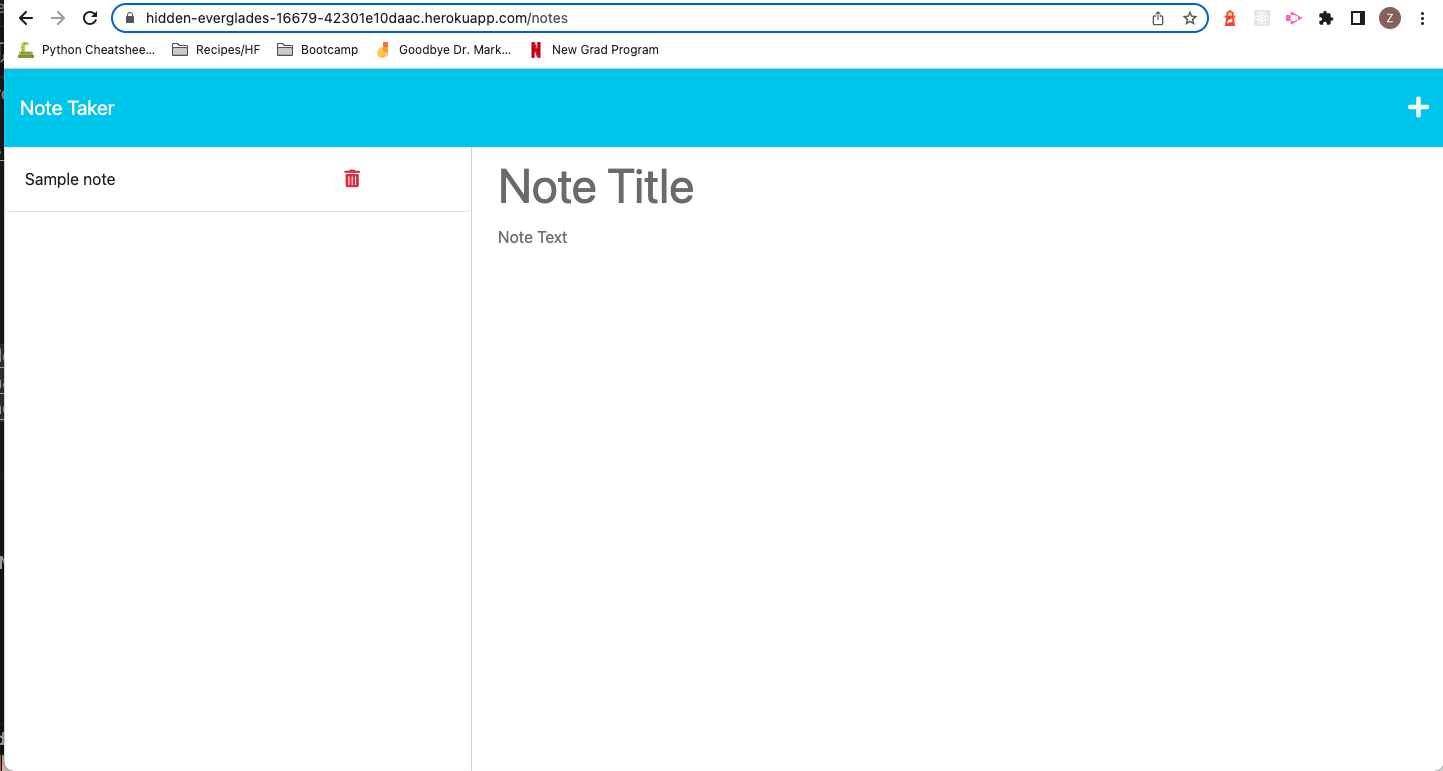 hidden-everglades-16679-42301e10daac.herokuapp.com/notes
Z
Python Cheatshee... Recipes/HF Bootcamp Goodbye Dr. Mark... New Grad Program
Note Taker
Sample note
Note Title
Note Text